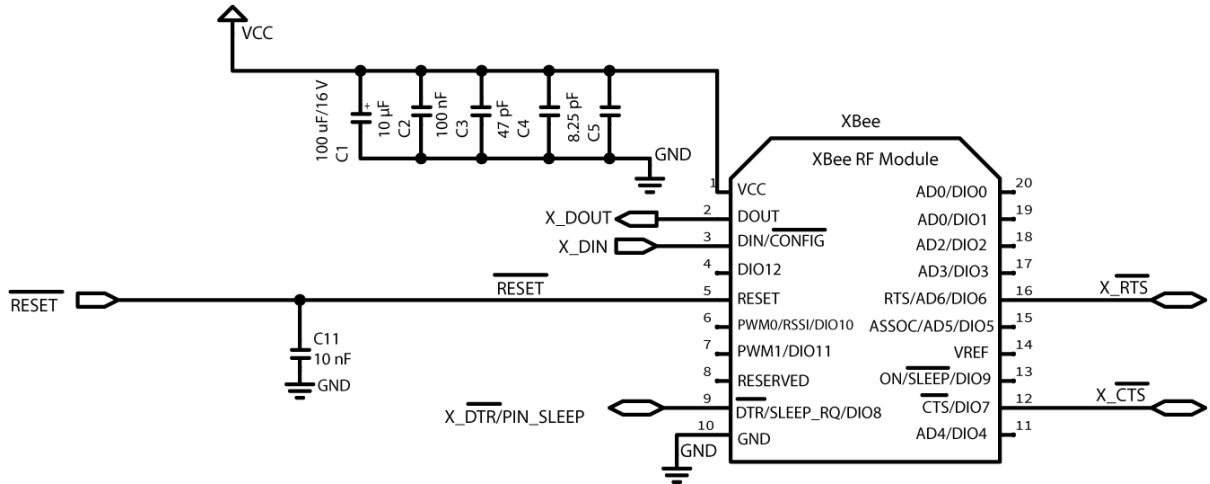 VCC
100 uF/16 V
C1
10 µF
C2
100 nF
C3
47 pF
C4
8.25 pF
C5
+
GND
XBee
XBee RF Module
1 VCC
2 DOUT
3 DIN/CONFIG
4 DIO12
5 RESET
6 PWM0/RSSI/DIO10
7 PWM1/DIO11
8 RESERVED
9 DTR/SLEEP_RQ/DIO8
10 GND
AD0/DIO0 20
AD0/DIO1 19
AD2/DIO2 18
AD3/DIO3 17
RTS/AD6/DIO6 16
ASSOC/AD5/DIO5 15
VREF 14
ON/SLEEP/DIO9 13
CTS/DIO7 12
AD4/DIO4 11
X_DOUT
X_DIN
RESET
RESET
C11
10 nF
GND
X_DTR/PIN_SLEEP
GND
X_RTS
X_CTS